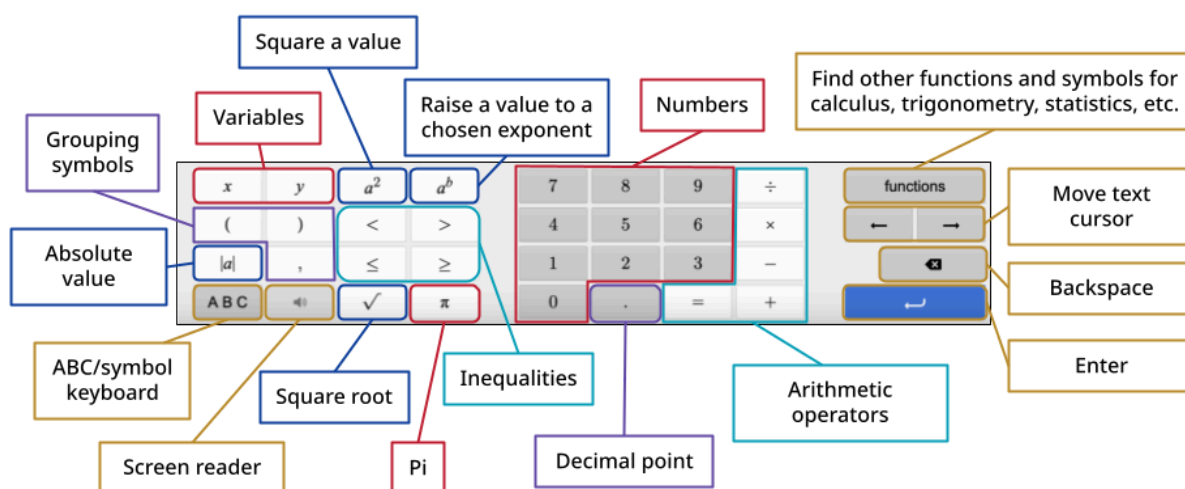 Square a value
Find other functions and symbols for
calculus, trigonometry, statistics, etc.
Variables
Raise a value to a
chosen exponent
Numbers
Grouping
symbols
x y a² aᵇ 7 8 9 ÷ functions
Move text
cursor
( ) < > 4 5 6 × ← →
Absolute
value
|a| , ≤ ≥ 1 2 3 −
Backspace
A B C √ π 0 . = +
ABC/symbol
keyboard
Square root
Inequalities
Arithmetic
operators
Enter
Screen reader
Pi
Decimal point